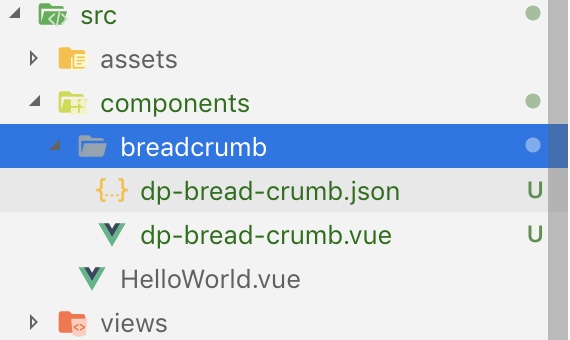 src
assets
components
breadcrumb
dp-bread-crumb.json U
dp-bread-crumb.vue U
HelloWorld.vue
views